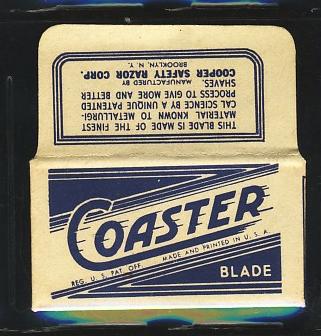 THIS BLADE IS MADE OF THE FINEST
MATERIAL KNOWN TO METALLURGI-
CAL SCIENCE BY A UNIQUE PATENTED
PROCESS TO GIVE MORE AND BETTER
SHAVES.
MANUFACTURED BY
COOPER SAFETY RAZOR CORP.
BROOKLYN, N. Y.
COASTER
REG. U. S. PAT. OFF.
MADE AND PRINTED IN U. S. A.
BLADE